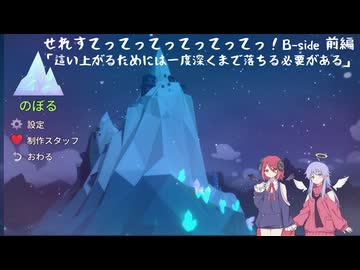 せれすてってってってってってっ！B-side 前編
「這い上がるためには一度深くまで落ちる必要がある」
のぼる
設定
制作スタッフ
おわる